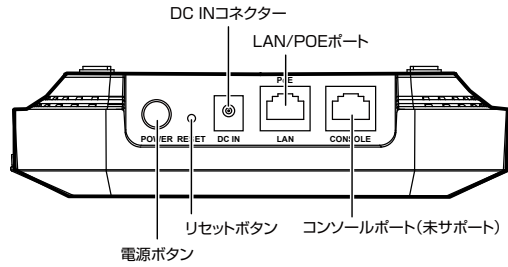 DC INコネクター
LAN/POEポート
PoE
POWER RESET DC IN LAN CONSOLE
リセットボタン
コンソールポート(未サポート)
電源ボタン